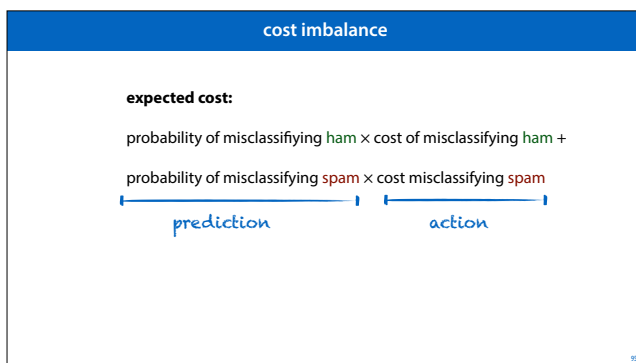 cost imbalance
expected cost:
probability of misclassifiying ham × cost of misclassifying ham +
probability of misclassifying spam × cost misclassifying spam
prediction action